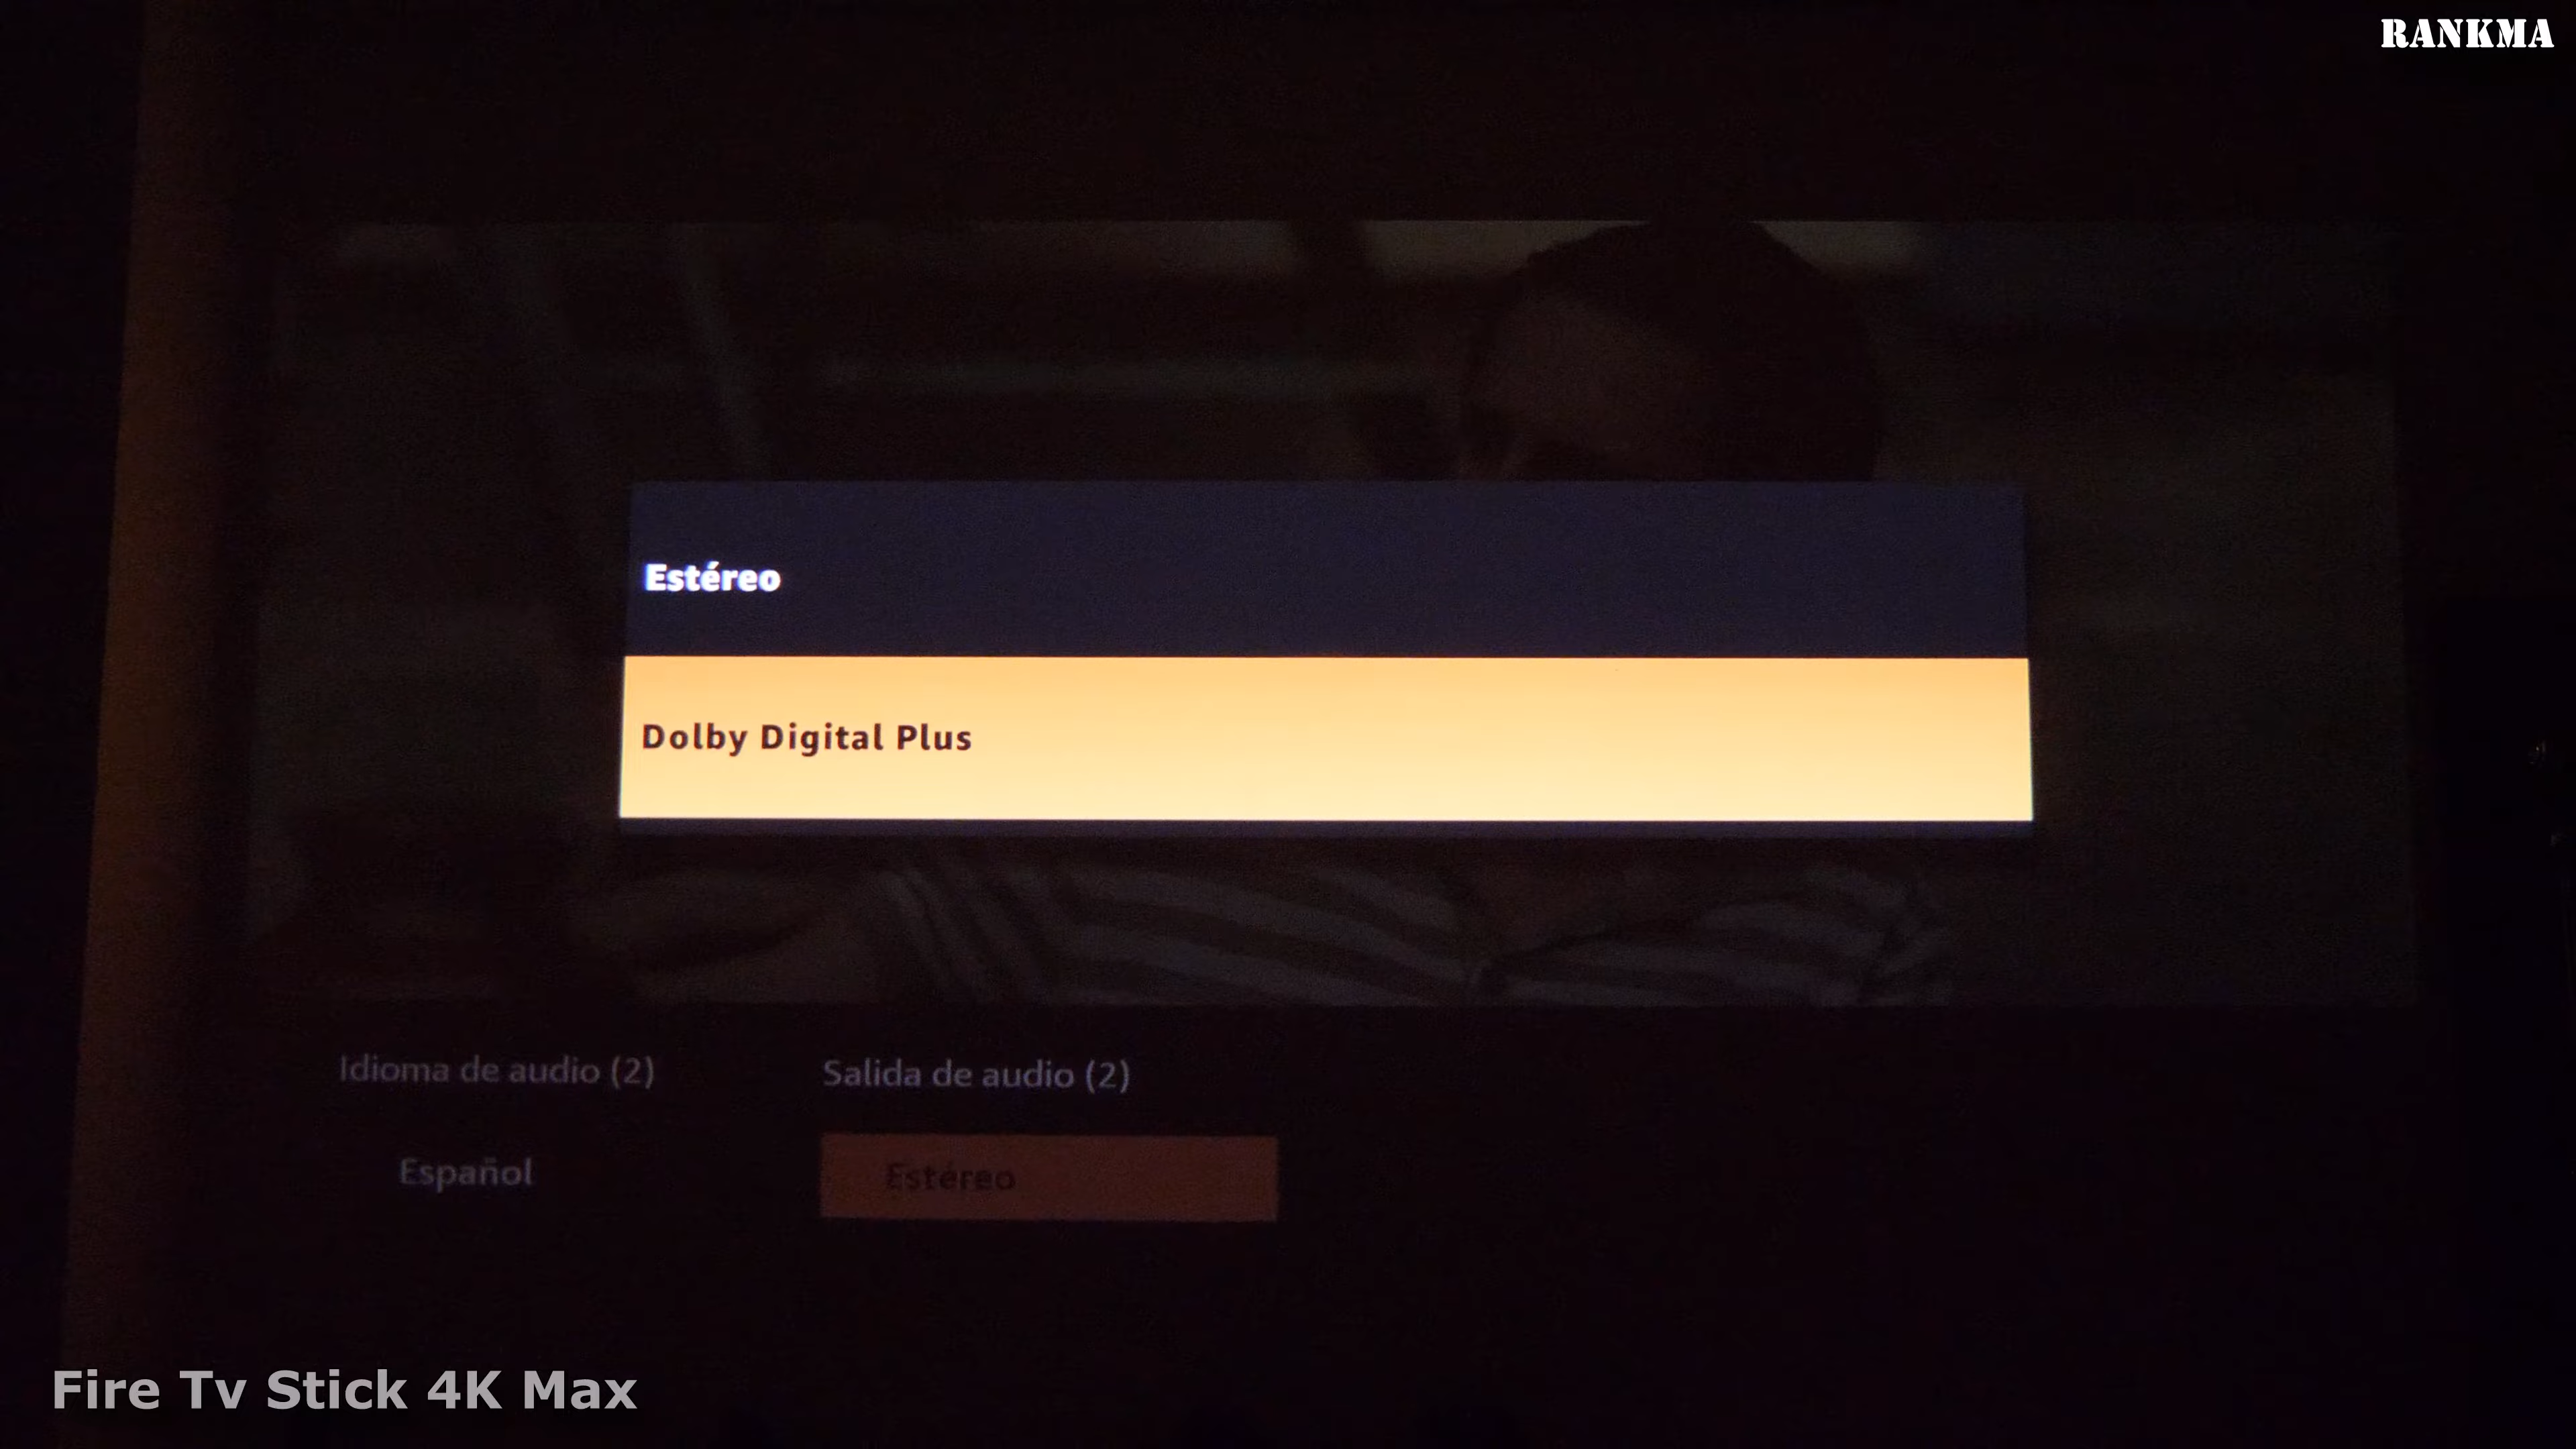 RANKMA
Estéreo
Dolby Digital Plus
Idioma de audio (2)
Salida de audio (2)
Español
Estéreo
Fire Tv Stick 4K Max